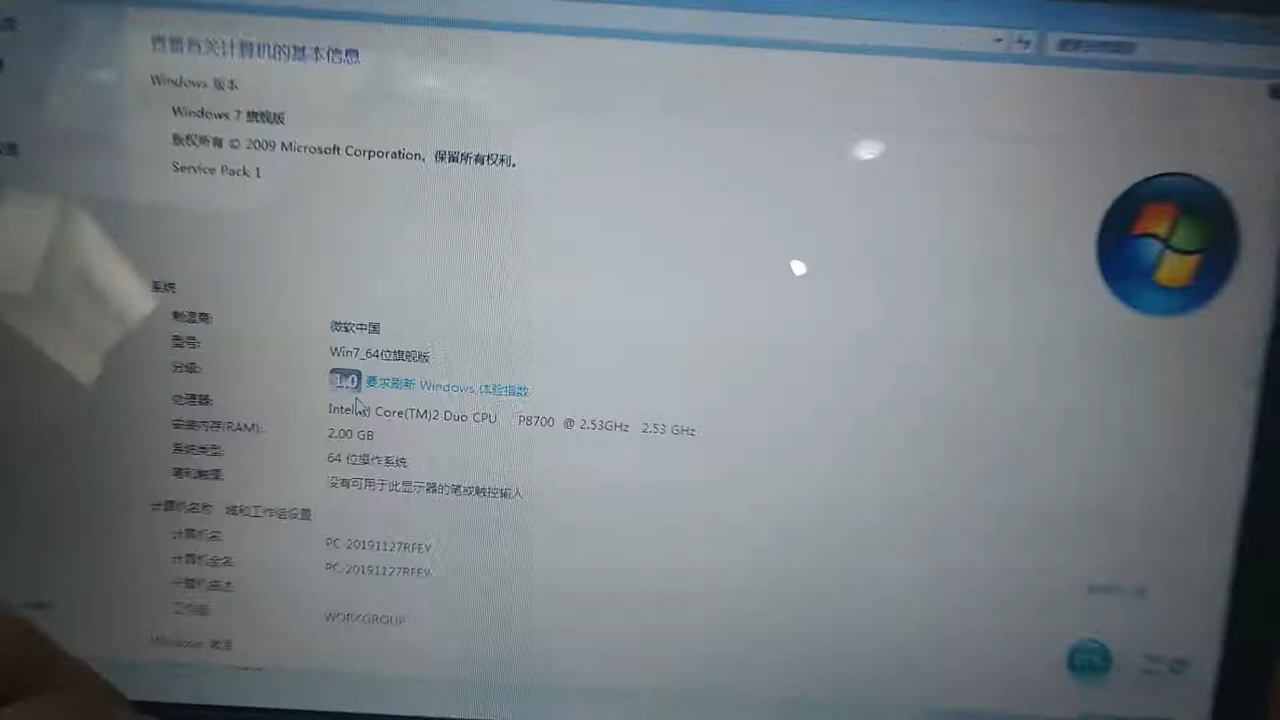 查看有关计算机的基本信息
Windows 版本
Windows 7 旗舰版
版权所有 © 2009 Microsoft Corporation。保留所有权利。
Service Pack 1
系统
制造商: 微软中国
型号: Win7_64位旗舰版
分级: 1.0 要求刷新 Windows 体验指数
处理器: Intel(R) Core(TM)2 Duo CPU P8700 @ 2.53GHz 2.53 GHz
安装内存(RAM): 2.00 GB
系统类型: 64 位操作系统
笔和触摸: 没有可用于此显示器的笔或触控输入
计算机名称、域和工作组设置
计算机名: PC-20191127RFEY
计算机全名: PC-20191127RFEY
计算机描述:
工作组: WORKGROUP
Windows 激活